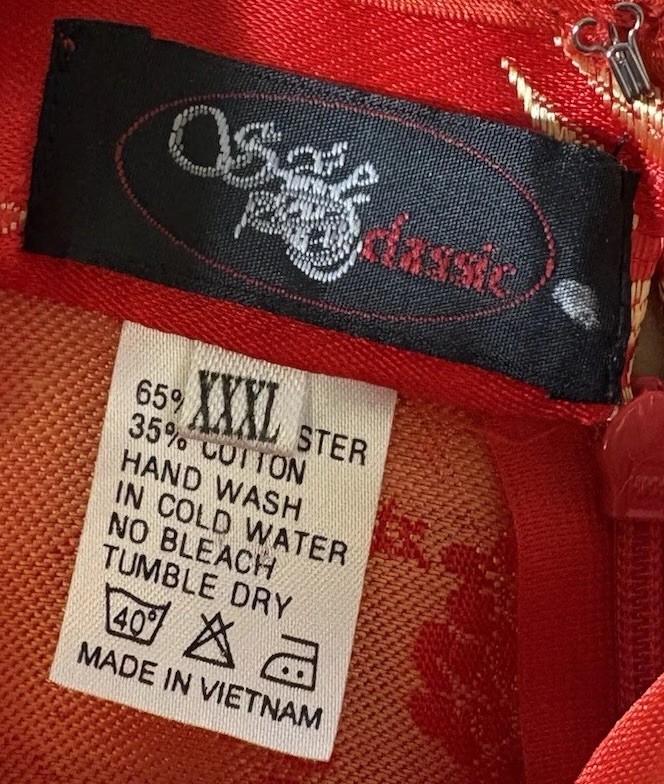 classic
XXXL
65%
STER
35% COTTON
HAND WASH
IN COLD WATER
NO BLEACH
TUMBLE DRY
40°
MADE IN VIETNAM